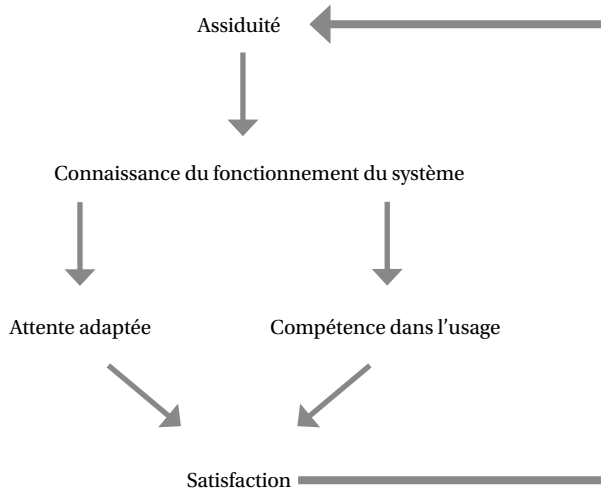 Assiduité
Connaissance du fonctionnement du système
Attente adaptée
Compétence dans l'usage
Satisfaction